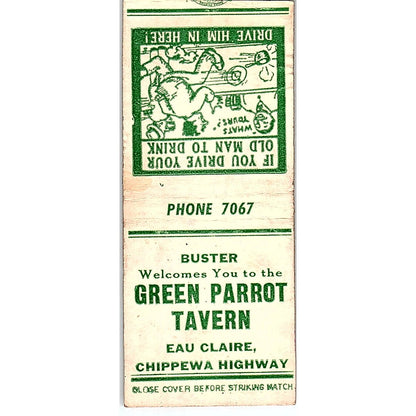 IF YOU DRIVE YOUR
OLD MAN TO DRINK
"WHATS
YOURS?"
DRIVE HIM IN HERE!
PHONE 7067
BUSTER
Welcomes You to the
GREEN PARROT
TAVERN
EAU CLAIRE,
CHIPPEWA HIGHWAY
CLOSE COVER BEFORE STRIKING MATCH